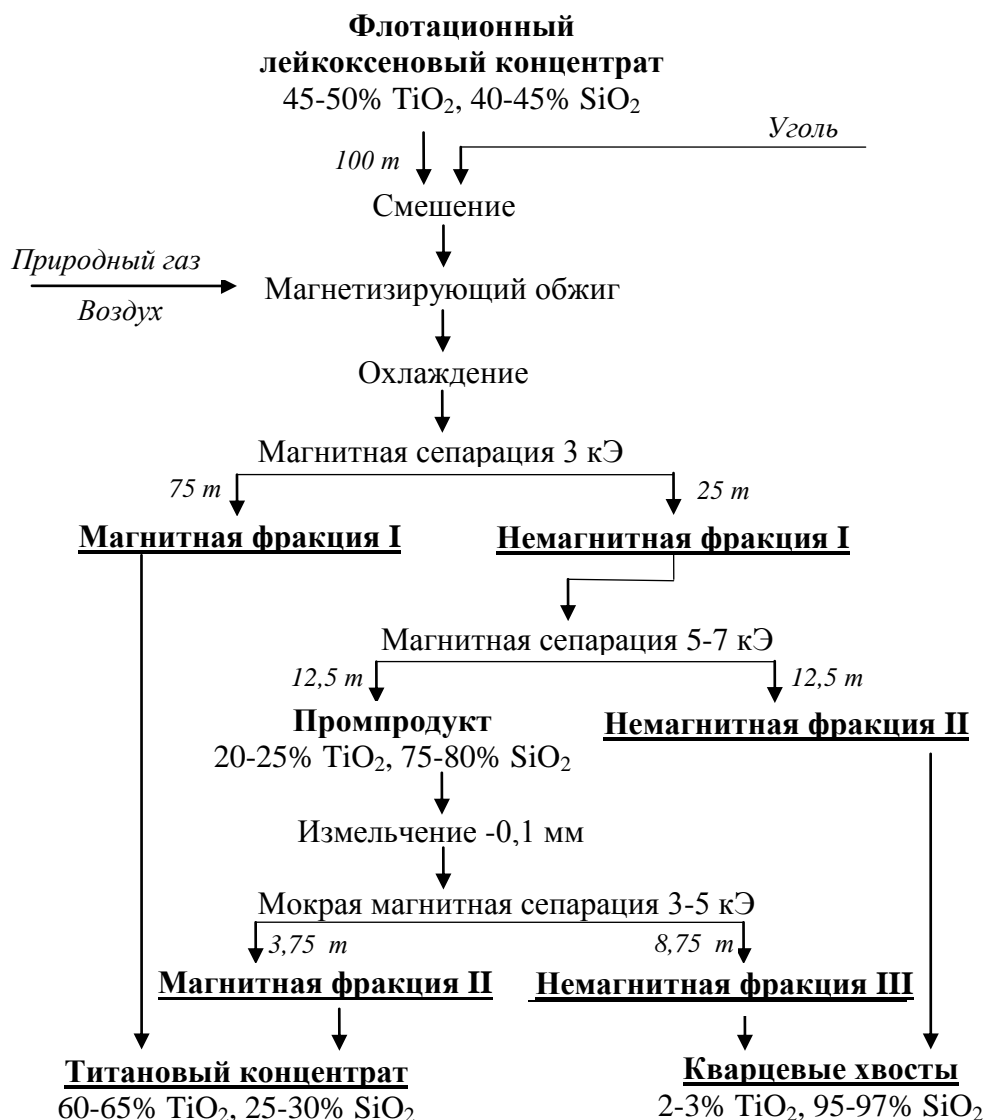 Флотационный
лейкоксеновый концентрат
45-50% TiO₂, 40-45% SiO₂
Уголь
100 т
Смешение
Природный газ
Воздух
Магнетизирующий обжиг
Охлаждение
Магнитная сепарация 3 кЭ
75 т
25 т
Магнитная фракция I
Немагнитная фракция I
Магнитная сепарация 5-7 кЭ
12,5 т
12,5 т
Промпродукт
Немагнитная фракция II
20-25% TiO₂, 75-80% SiO₂
Измельчение -0,1 мм
Мокрая магнитная сепарация 3-5 кЭ
3,75 т
8,75 т
Магнитная фракция II
Немагнитная фракция III
Титановый концентрат
Кварцевые хвосты
60-65% TiO₂, 25-30% SiO₂
2-3% TiO₂, 95-97% SiO₂